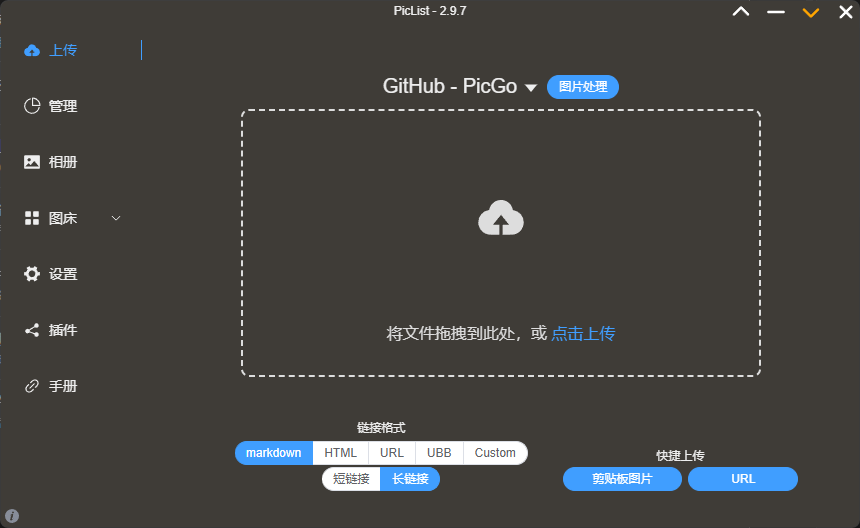 PicList - 2.9.7
上传
管理
相册
图床
设置
插件
手册
GitHub - PicGo
图片处理
将文件拖拽到此处，或 点击上传
链接格式
markdown HTML URL UBB Custom
短链接 长链接
快捷上传
剪贴板图片 URL